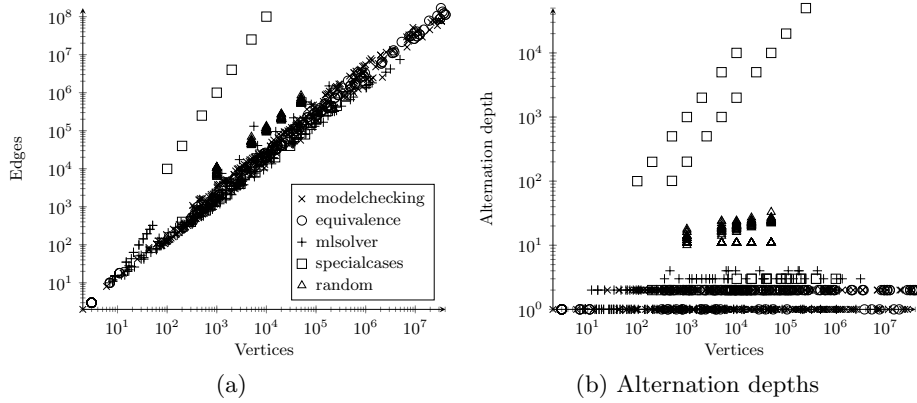 10^8
10^7
10^6
10^5
10^4
10^3
10^2
10^1
Edges
10^1 10^2 10^3 10^4 10^5 10^6 10^7
Vertices
modelchecking
equivalence
mlsolver
specialcases
random
(a)
10^4
10^3
10^2
10^1
10^0
Alternation depth
10^1 10^2 10^3 10^4 10^5 10^6 10^7
Vertices
(b) Alternation depths